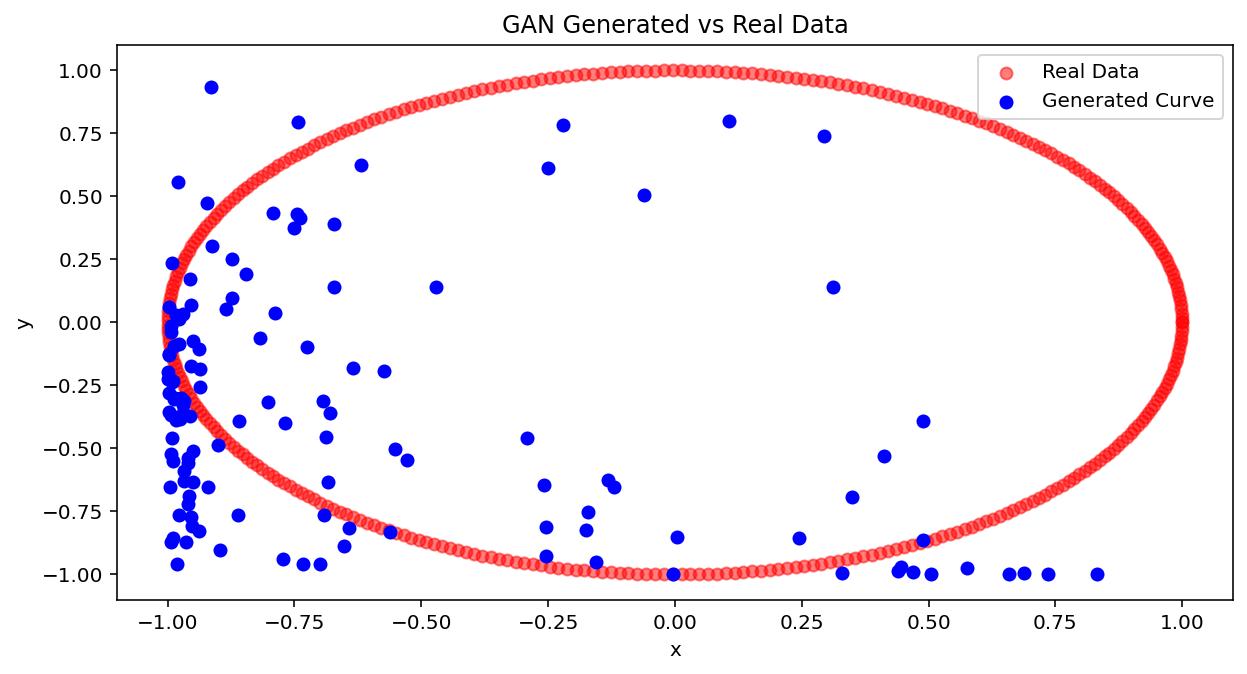 GAN Generated vs Real Data
Real Data
Generated Curve
1.00
0.75
0.50
0.25
0.00
−0.25
−0.50
−0.75
−1.00
y
−1.00 −0.75 −0.50 −0.25 0.00 0.25 0.50 0.75 1.00
x